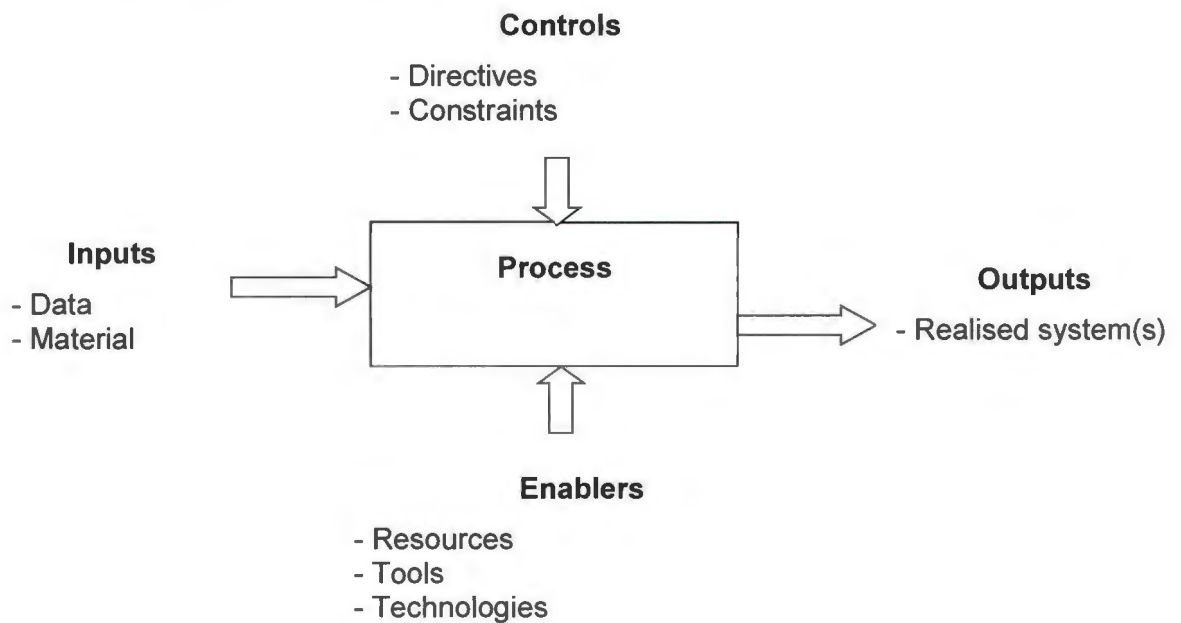 Controls
- Directives
- Constraints
Inputs
- Data
- Material
Process
Outputs
- Realised system(s)
Enablers
- Resources
- Tools
- Technologies